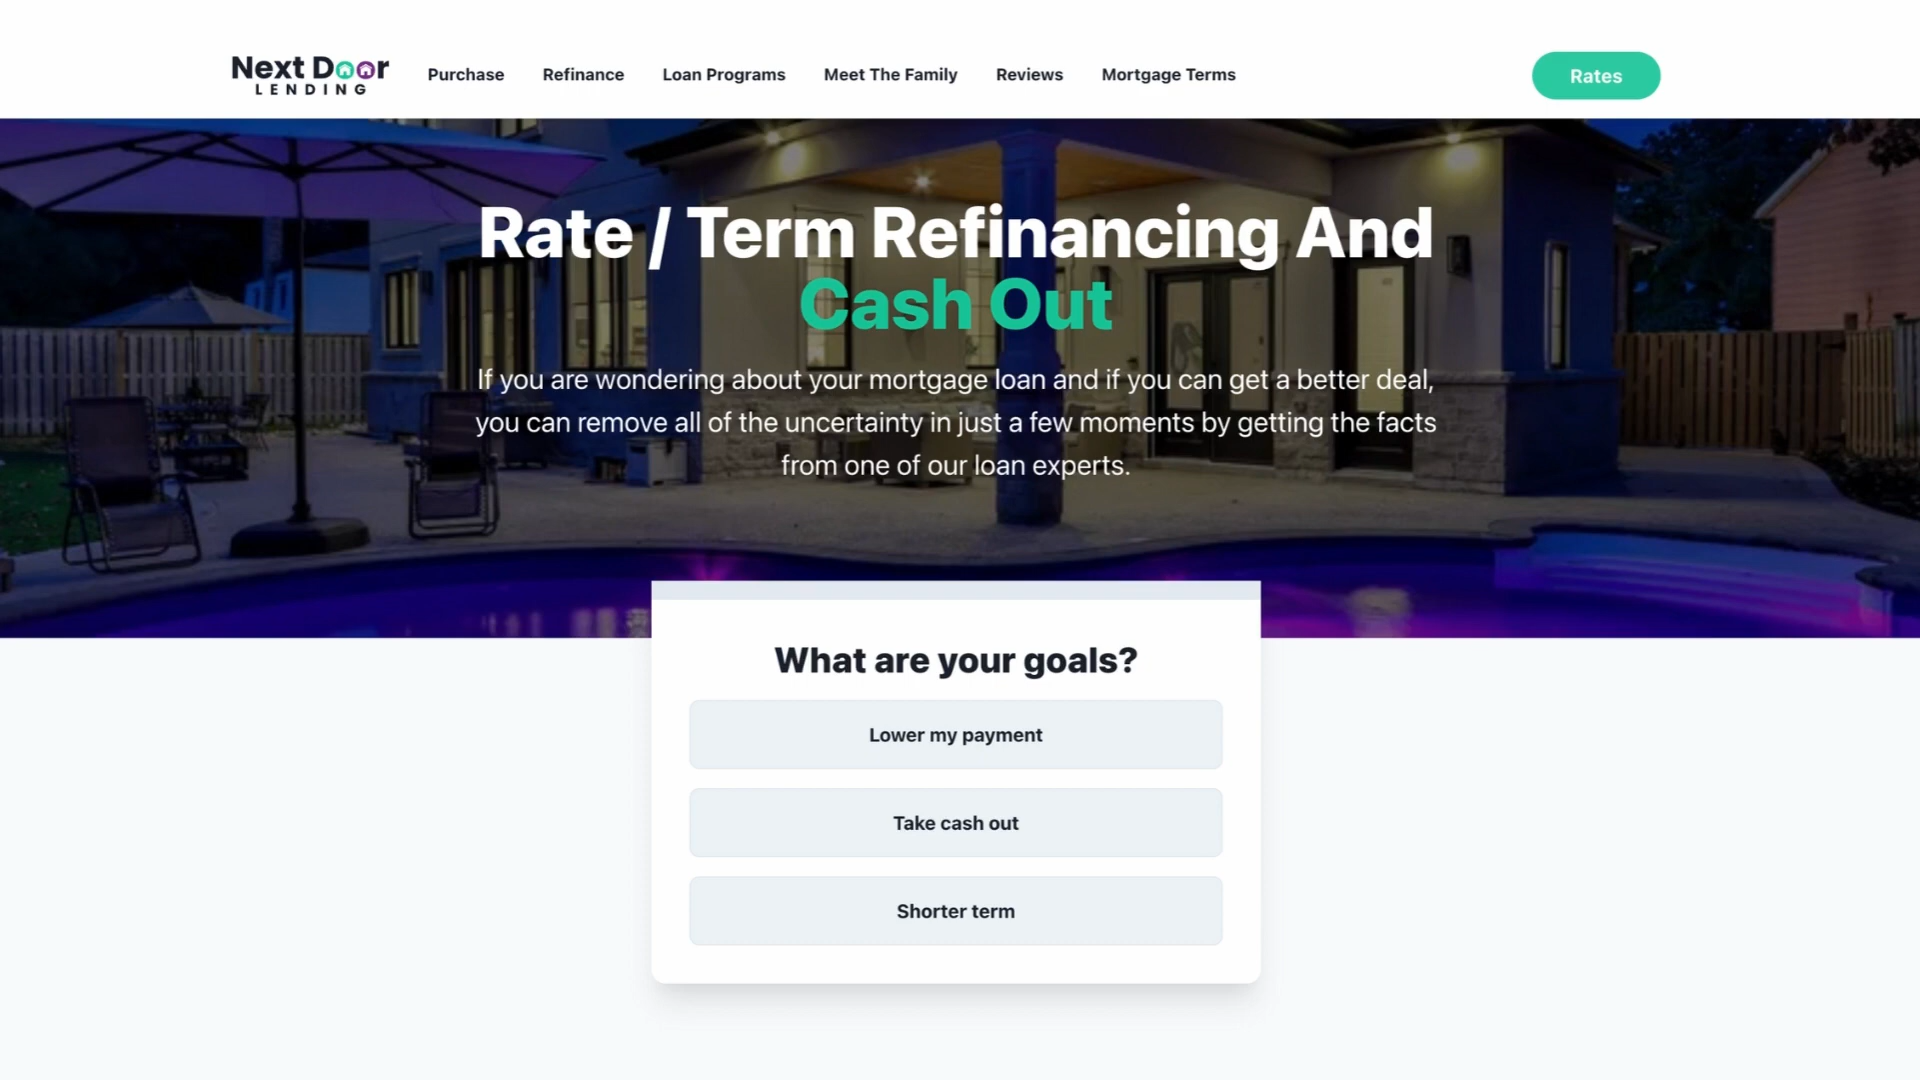 Next Door
LENDING
Purchase
Refinance
Loan Programs
Meet The Family
Reviews
Mortgage Terms
Rates
Rate / Term Refinancing And
Cash Out
If you are wondering about your mortgage loan and if you can get a better deal,
you can remove all of the uncertainty in just a few moments by getting the facts
from one of our loan experts.
What are your goals?
Lower my payment
Take cash out
Shorter term